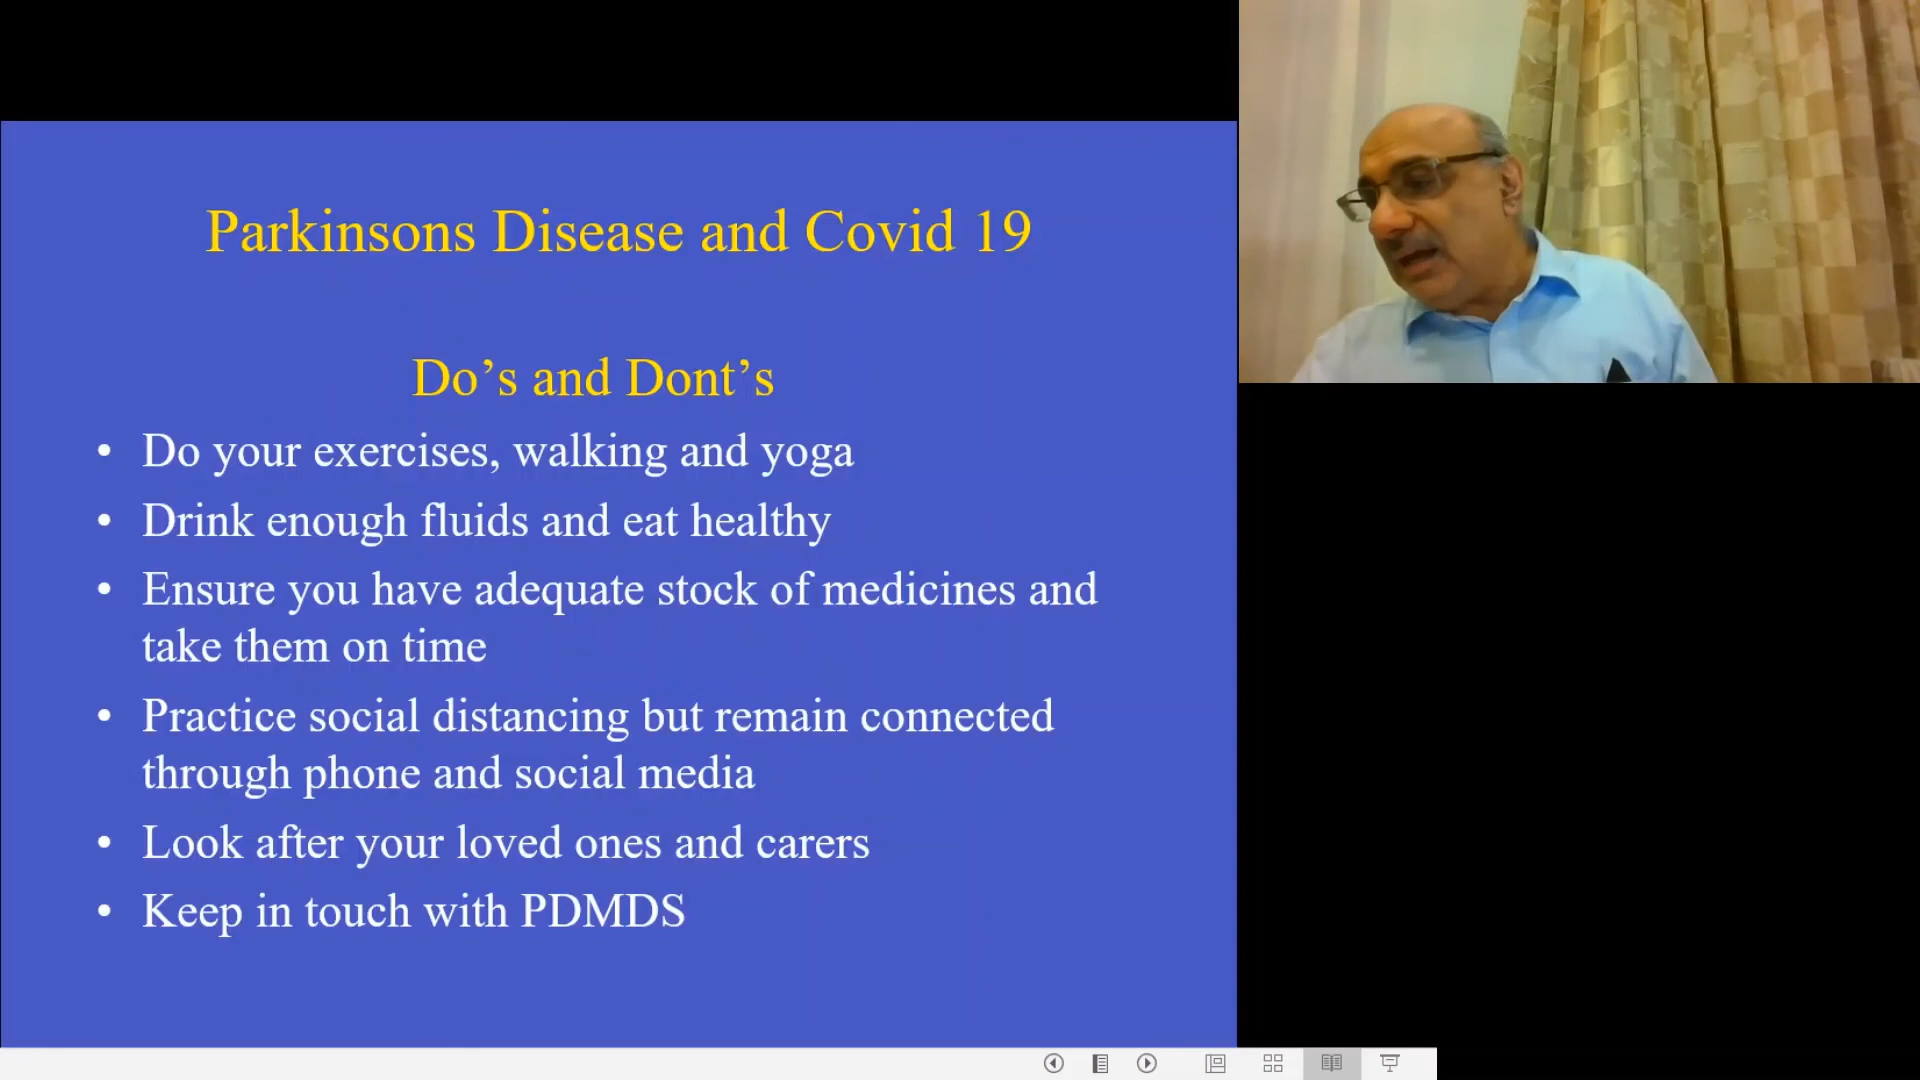 Parkinsons Disease and Covid 19
Do’s and Dont’s
• Do your exercises, walking and yoga
• Drink enough fluids and eat healthy
• Ensure you have adequate stock of medicines and
take them on time
• Practice social distancing but remain connected
through phone and social media
• Look after your loved ones and carers
• Keep in touch with PDMDS